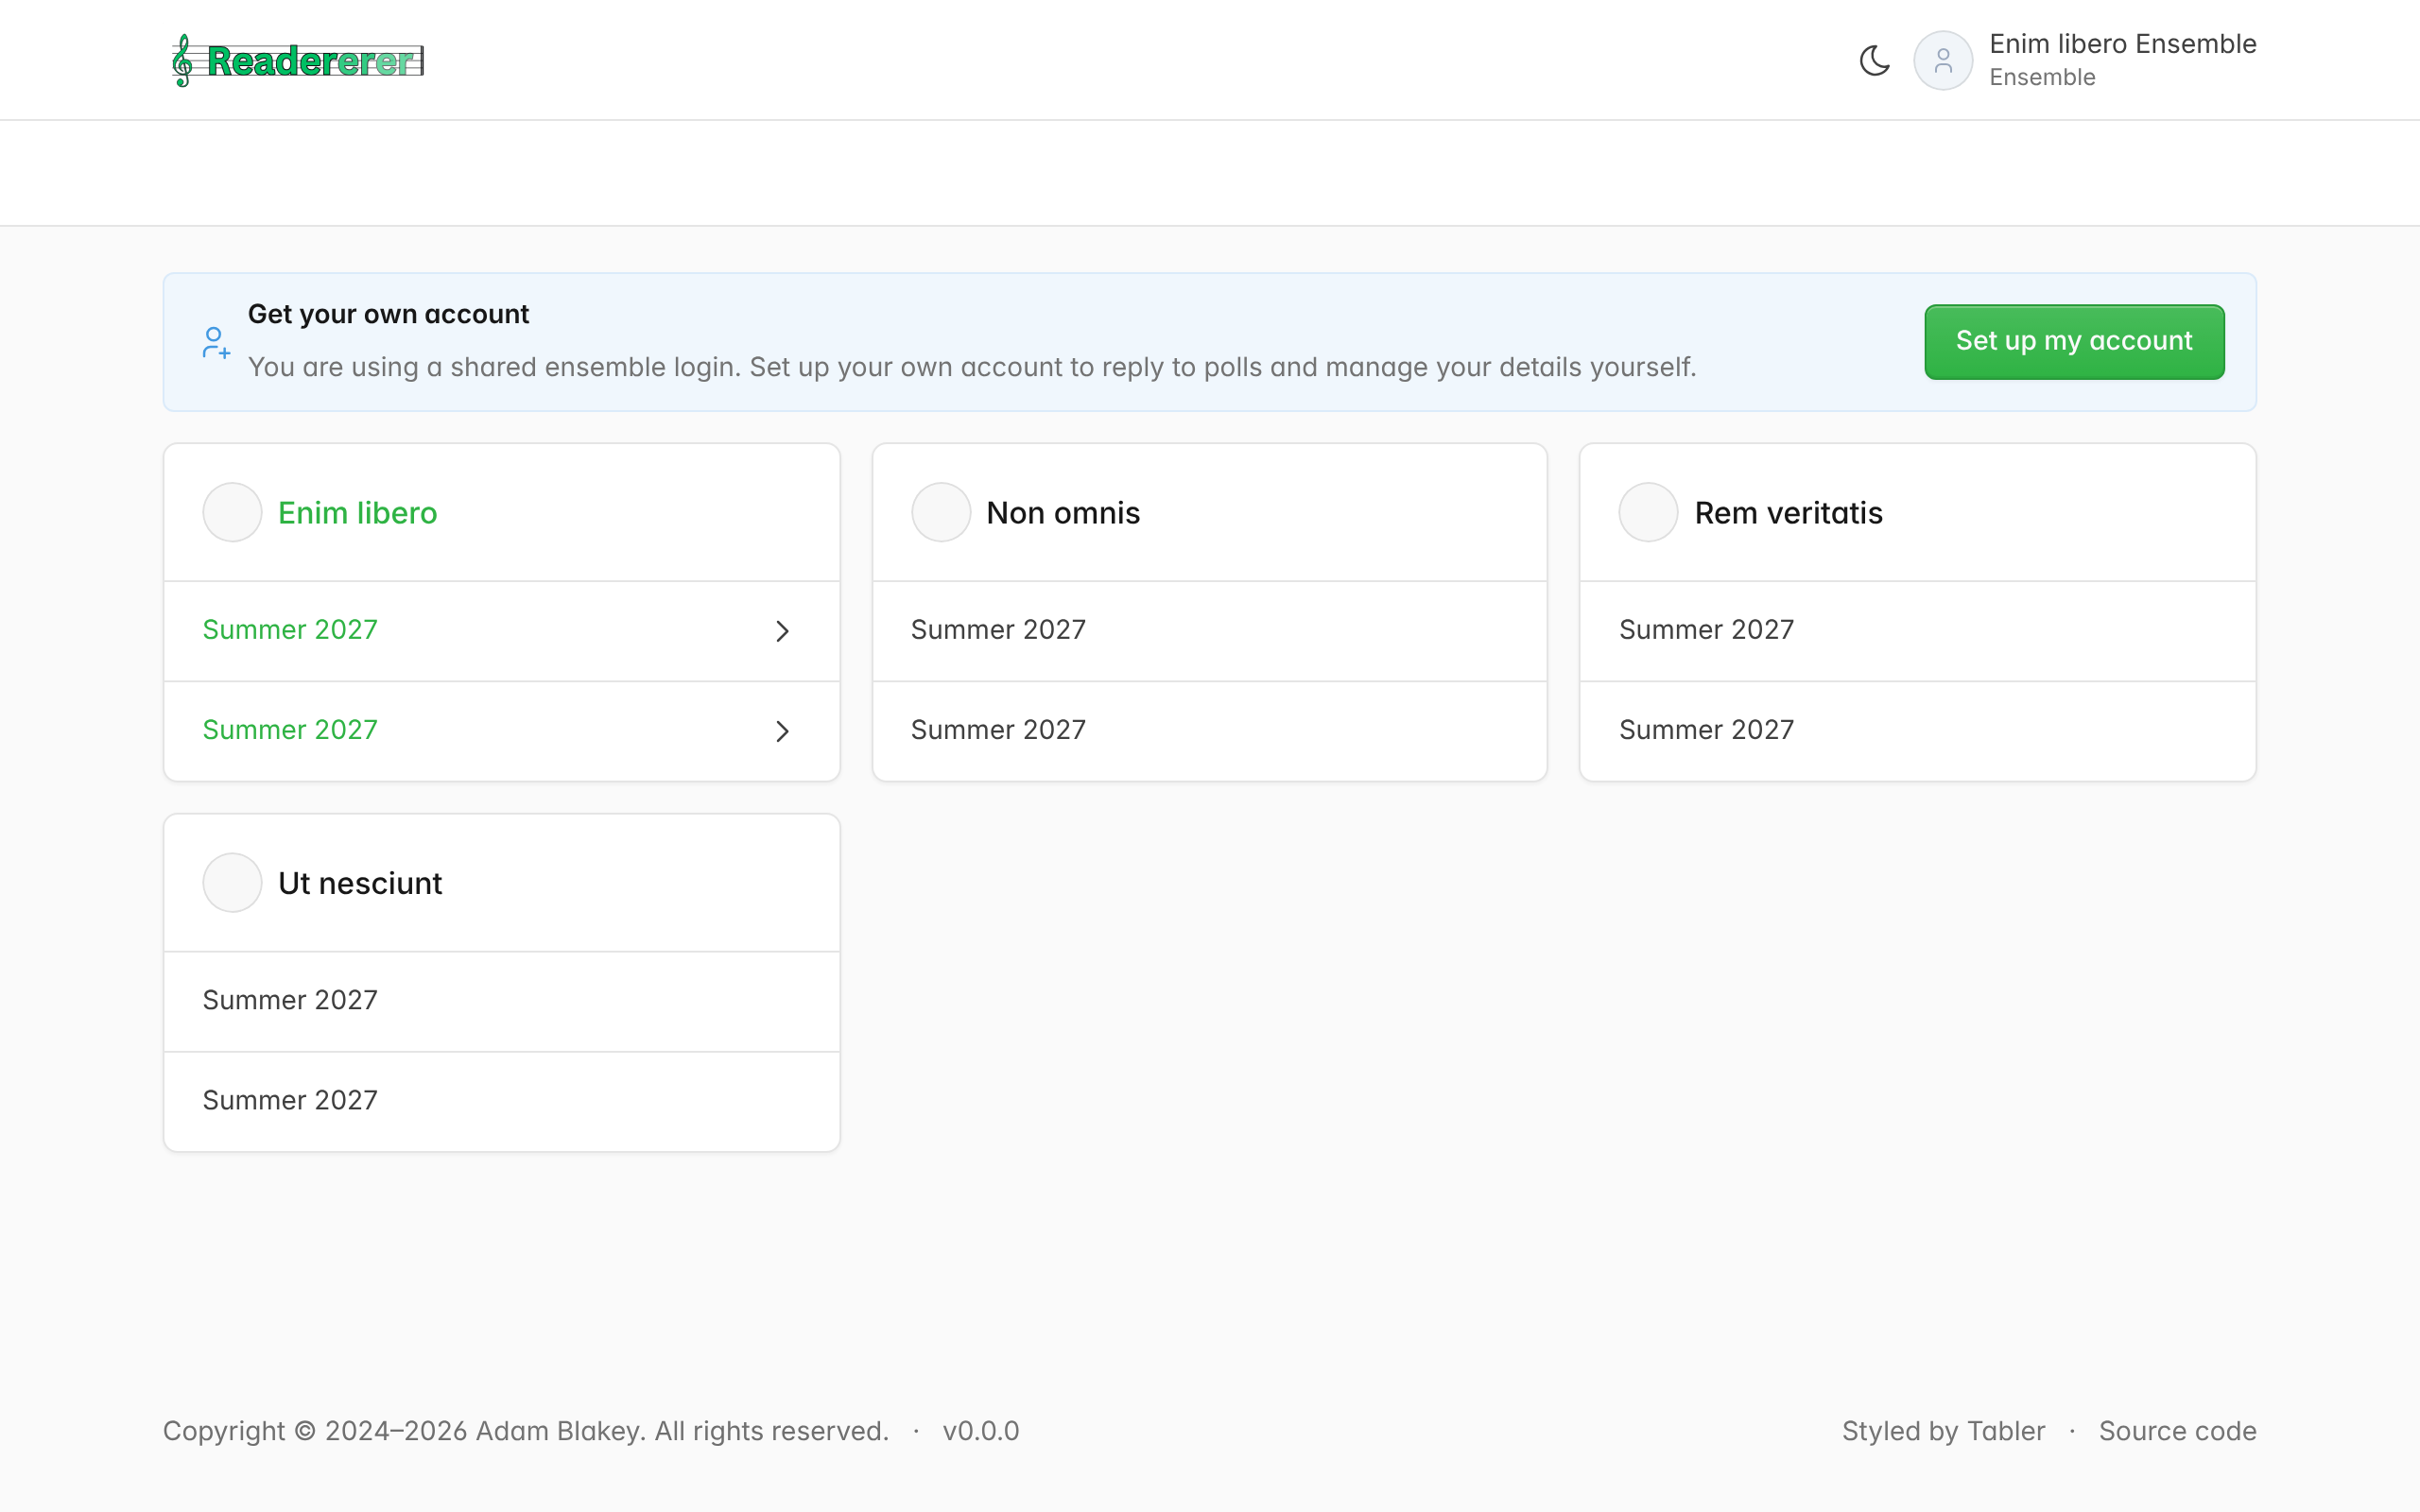 Readererer
Enim libero Ensemble
Ensemble
Get your own account
You are using a shared ensemble login. Set up your own account to reply to polls and manage your details yourself.
Set up my account
Enim libero
Summer 2027
Summer 2027
Non omnis
Summer 2027
Summer 2027
Rem veritatis
Summer 2027
Summer 2027
Ut nesciunt
Summer 2027
Summer 2027
Copyright © 2024–2026 Adam Blakey. All rights reserved. · v0.0.0
Styled by Tabler · Source code